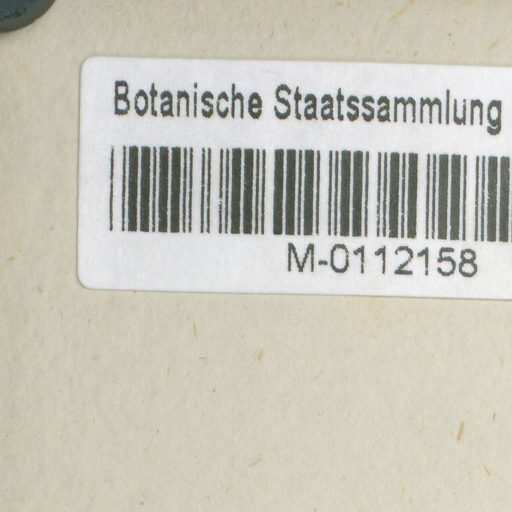 Botanische Staatssammlung
M-0112158